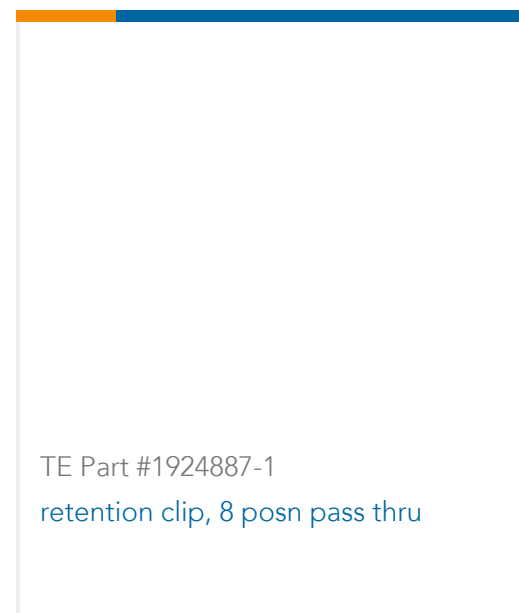 TE Part #1924887-1
retention clip, 8 posn pass thru